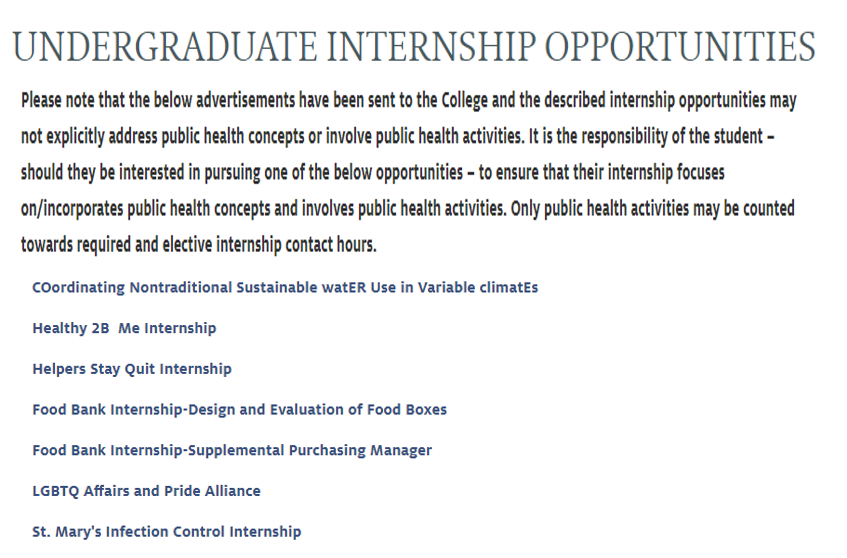 UNDERGRADUATE INTERNSHIP OPPORTUNITIES
Please note that the below advertisements have been sent to the College and the described internship opportunities may
not explicitly address public health concepts or involve public health activities. It is the responsibility of the student –
should they be interested in pursuing one of the below opportunities – to ensure that their internship focuses
on/incorporates public health concepts and involves public health activities. Only public health activities may be counted
towards required and elective internship contact hours.
COordinating Nontraditional Sustainable watER Use in Variable climatEs
Healthy 2B  Me Internship
Helpers Stay Quit Internship
Food Bank Internship-Design and Evaluation of Food Boxes
Food Bank Internship-Supplemental Purchasing Manager
LGBTQ Affairs and Pride Alliance
St. Mary's Infection Control Internship